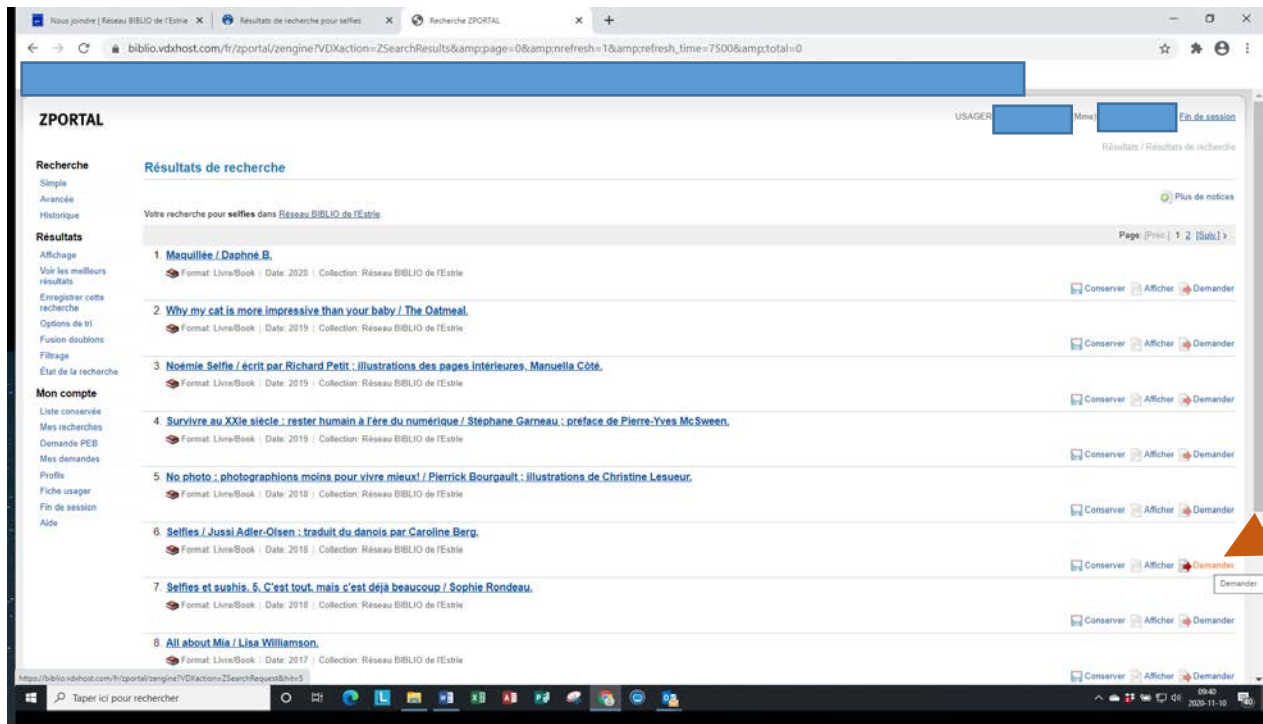 Nous joindre | Réseau BIBLIO de l'Estrie
Résultats de recherche pour selfies
Recherche ZPORTAL
biblio.vdxhost.com/fr/zportal/zengine?VDXaction=ZSearchResults&amp;page=0&amp;nrefresh=1&amp;refresh_time=7500&amp;total=0
ZPORTAL
USAGER
Mme)
Fin de session
Résultats / Résultats de recherche
Recherche
Simple
Avancée
Historique
Résultats
Affichage
Voir les meilleurs
résultats
Enregistrer cette
recherche
Options de tri
Fusion doublons
Filtrage
État de la recherche
Mon compte
Liste conservée
Mes recherches
Demande PEB
Mes demandes
Profils
Fiche usager
Fin de session
Aide
Résultats de recherche
Plus de notices
Votre recherche pour selfies dans Réseau BIBLIO de l'Estrie.
Page: [Préc.] 1 2 [Suiv.] >
1. Maquillée / Daphné B.
Format: Livre/Book | Date: 2020 | Collection: Réseau BIBLIO de l'Estrie
Conserver Afficher Demander
2. Why my cat is more impressive than your baby / The Oatmeal.
Format: Livre/Book | Date: 2019 | Collection: Réseau BIBLIO de l'Estrie
Conserver Afficher Demander
3. Noémie Selfie / écrit par Richard Petit ; illustrations des pages intérieures, Manuella Côté.
Format: Livre/Book | Date: 2019 | Collection: Réseau BIBLIO de l'Estrie
Conserver Afficher Demander
4. Survivre au XXIe siècle : rester humain à l'ère du numérique / Stéphane Garneau ; préface de Pierre-Yves McSween.
Format: Livre/Book | Date: 2019 | Collection: Réseau BIBLIO de l'Estrie
Conserver Afficher Demander
5. No photo : photographions moins pour vivre mieux! / Pierrick Bourgault ; illustrations de Christine Lesueur.
Format: Livre/Book | Date: 2018 | Collection: Réseau BIBLIO de l'Estrie
Conserver Afficher Demander
6. Selfies / Jussi Adler-Olsen ; traduit du danois par Caroline Berg.
Format: Livre/Book | Date: 2018 | Collection: Réseau BIBLIO de l'Estrie
Conserver Afficher Demander
Demander
7. Selfies et sushis. 5. C'est tout, mais c'est déjà beaucoup / Sophie Rondeau.
Format: Livre/Book | Date: 2018 | Collection: Réseau BIBLIO de l'Estrie
Conserver Afficher Demander
8. All about Mia / Lisa Williamson.
Format: Livre/Book | Date: 2017 | Collection: Réseau BIBLIO de l'Estrie
Conserver Afficher Demander
https://biblio.vdxhost.com/fr/zportal/zengine?VDXaction=ZSearchRequest&hit=5
Taper ici pour rechercher
09:40
2020-11-10
40